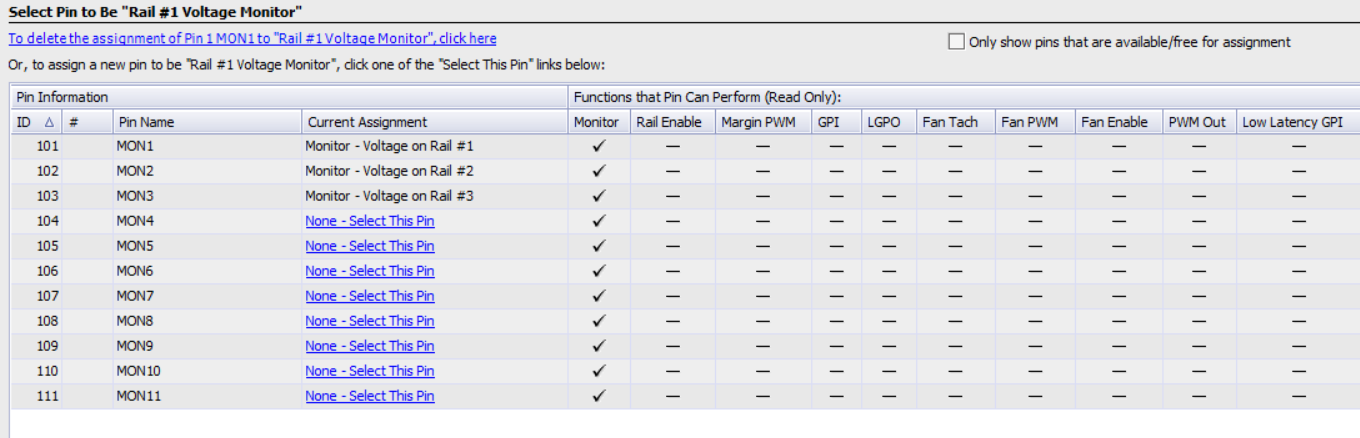 Select Pin to Be "Rail #1 Voltage Monitor"
To delete the assignment of Pin 1 MON1 to "Rail #1 Voltage Monitor", click here
Only show pins that are available/free for assignment
Or, to assign a new pin to be "Rail #1 Voltage Monitor", click one of the "Select This Pin" links below:
Pin Information Functions that Pin Can Perform (Read Only):
ID △ # Pin Name Current Assignment Monitor Rail Enable Margin PWM GPI LGPO Fan Tach Fan PWM Fan Enable PWM Out Low Latency GPI
101 MON1 Monitor - Voltage on Rail #1 ✓ — — — — — — — — —
102 MON2 Monitor - Voltage on Rail #2 ✓ — — — — — — — — —
103 MON3 Monitor - Voltage on Rail #3 ✓ — — — — — — — — —
104 MON4 None - Select This Pin ✓ — — — — — — — — —
105 MON5 None - Select This Pin ✓ — — — — — — — — —
106 MON6 None - Select This Pin ✓ — — — — — — — — —
107 MON7 None - Select This Pin ✓ — — — — — — — — —
108 MON8 None - Select This Pin ✓ — — — — — — — — —
109 MON9 None - Select This Pin ✓ — — — — — — — — —
110 MON10 None - Select This Pin ✓ — — — — — — — — —
111 MON11 None - Select This Pin ✓ — — — — — — — — —